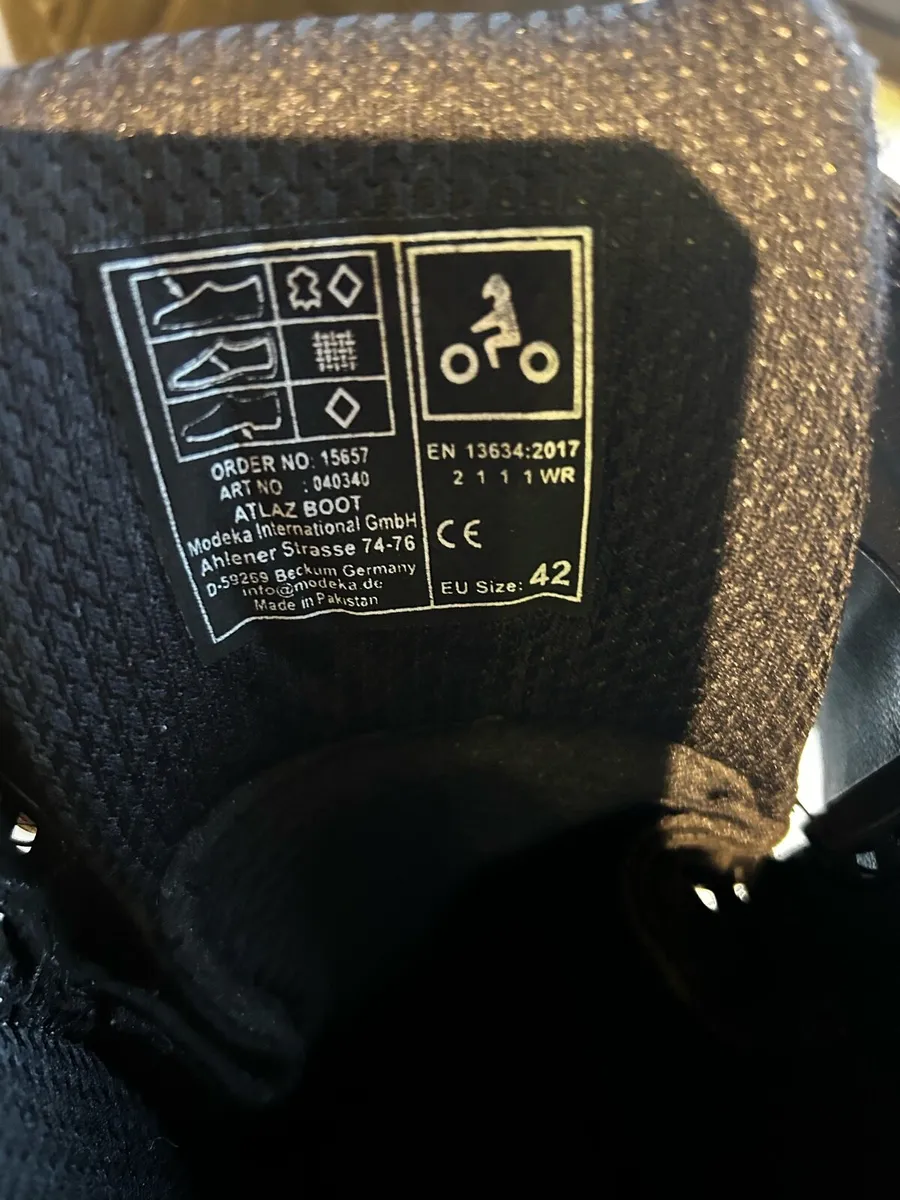 ORDER NO: 15657
ART NO : 040340
ATLAZ BOOT
Modeka International GmbH
Ahlener Strasse 74-76
D-59269 Beckum Germany
info@modeka.de
Made in Pakistan
EN 13634:2017
2 1 1 1 WR
CE
EU Size: 42